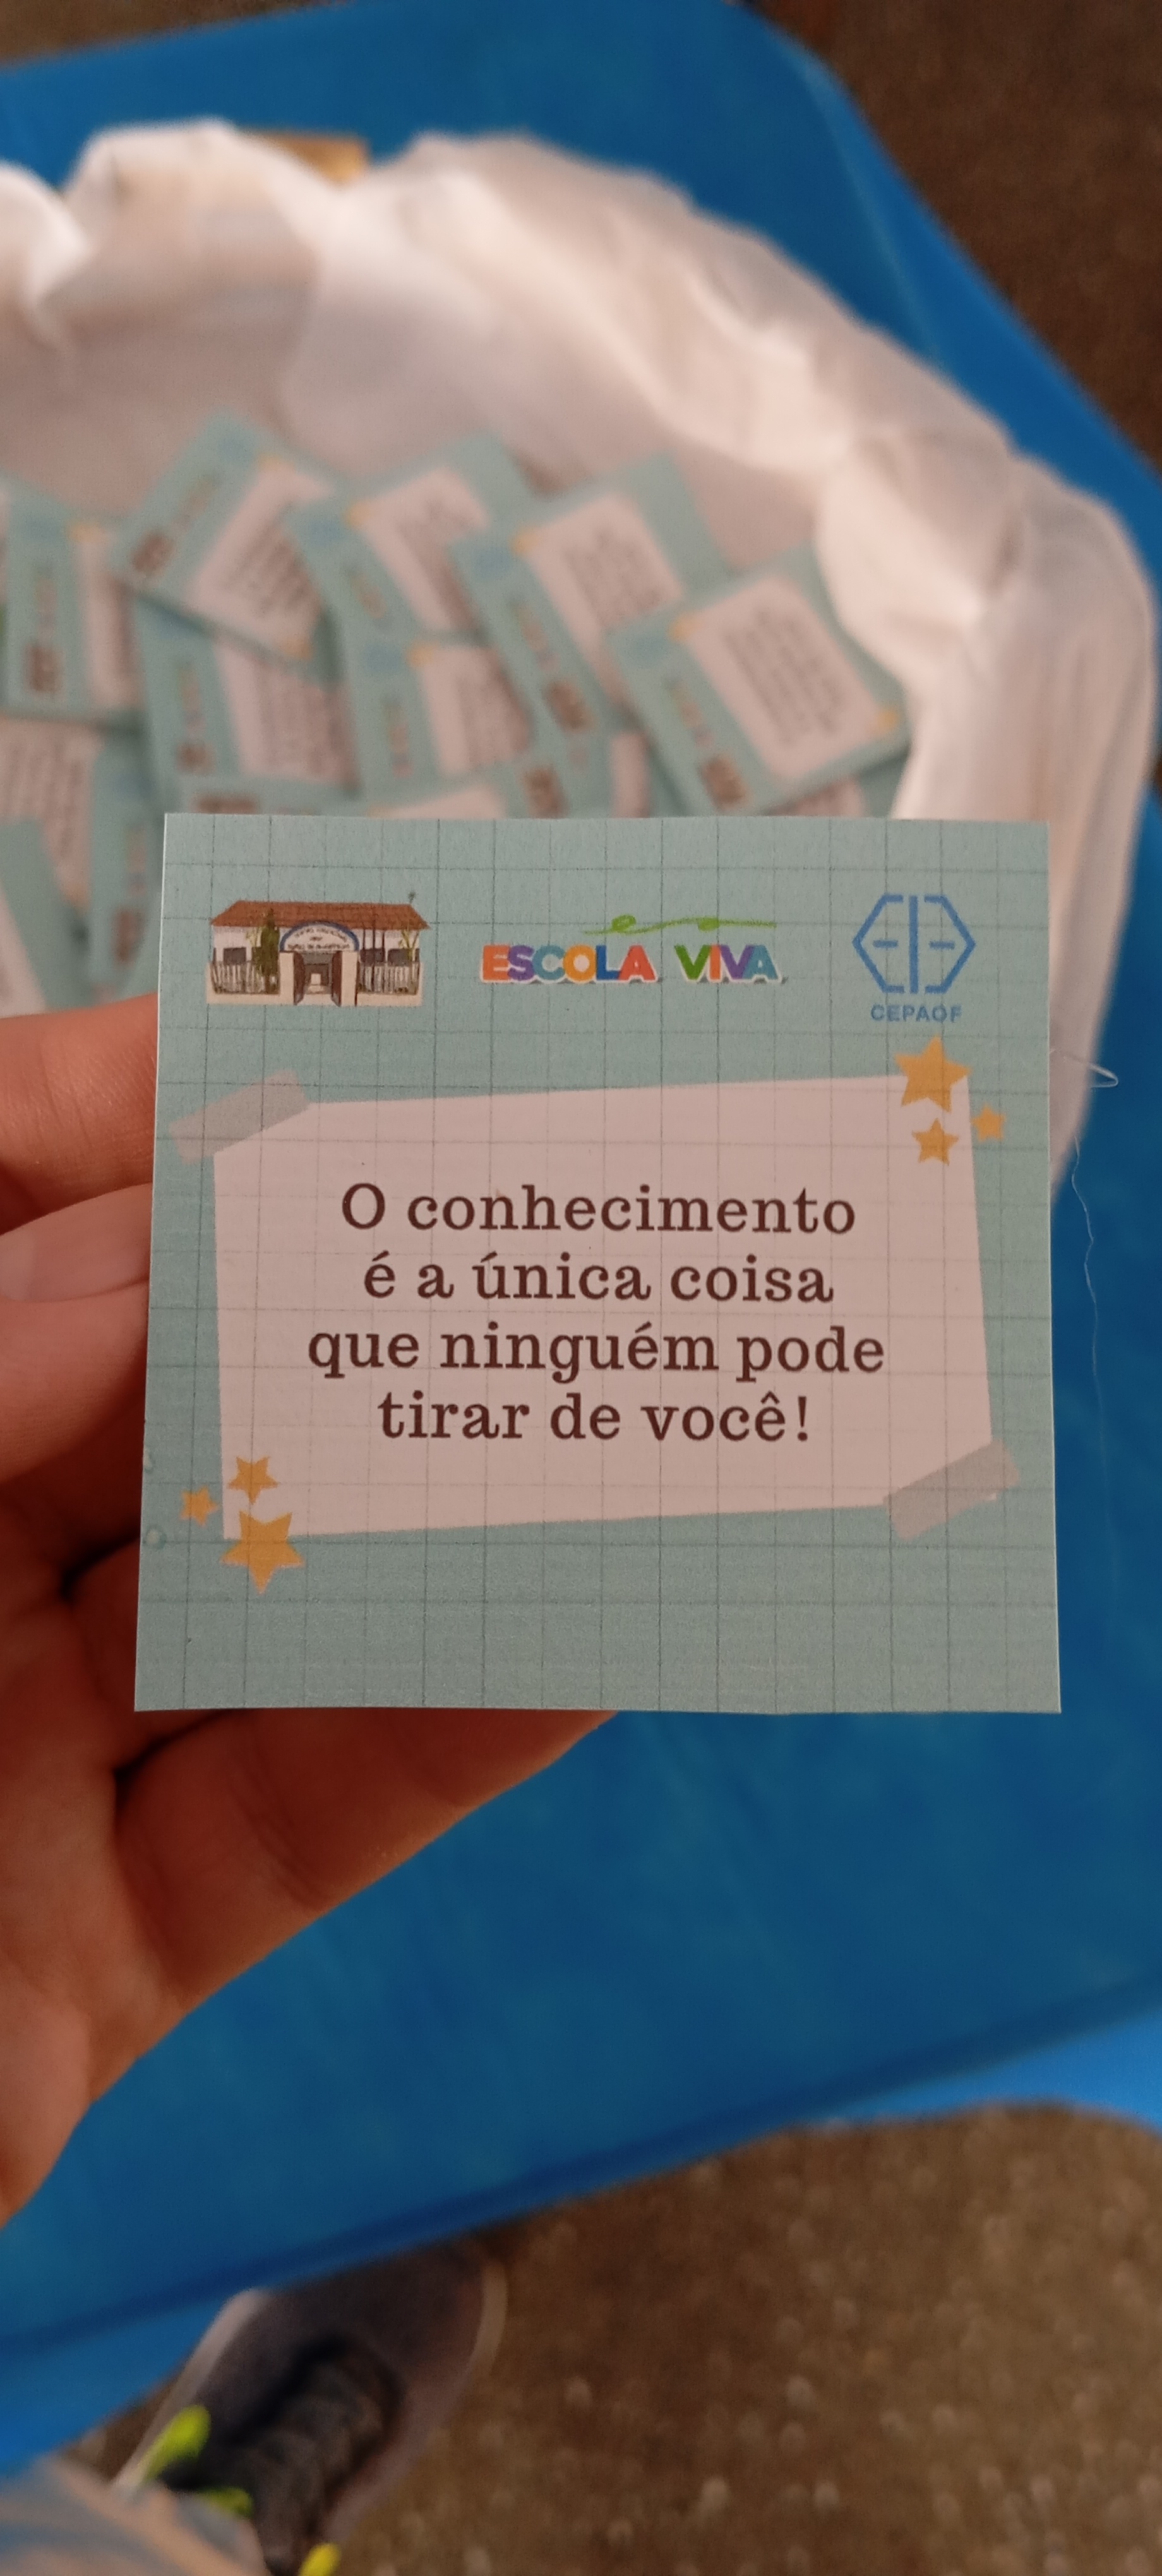 ESCOLA VIVA
CEPAOF
O conhecimento
é a única coisa
que ninguém pode
tirar de você!